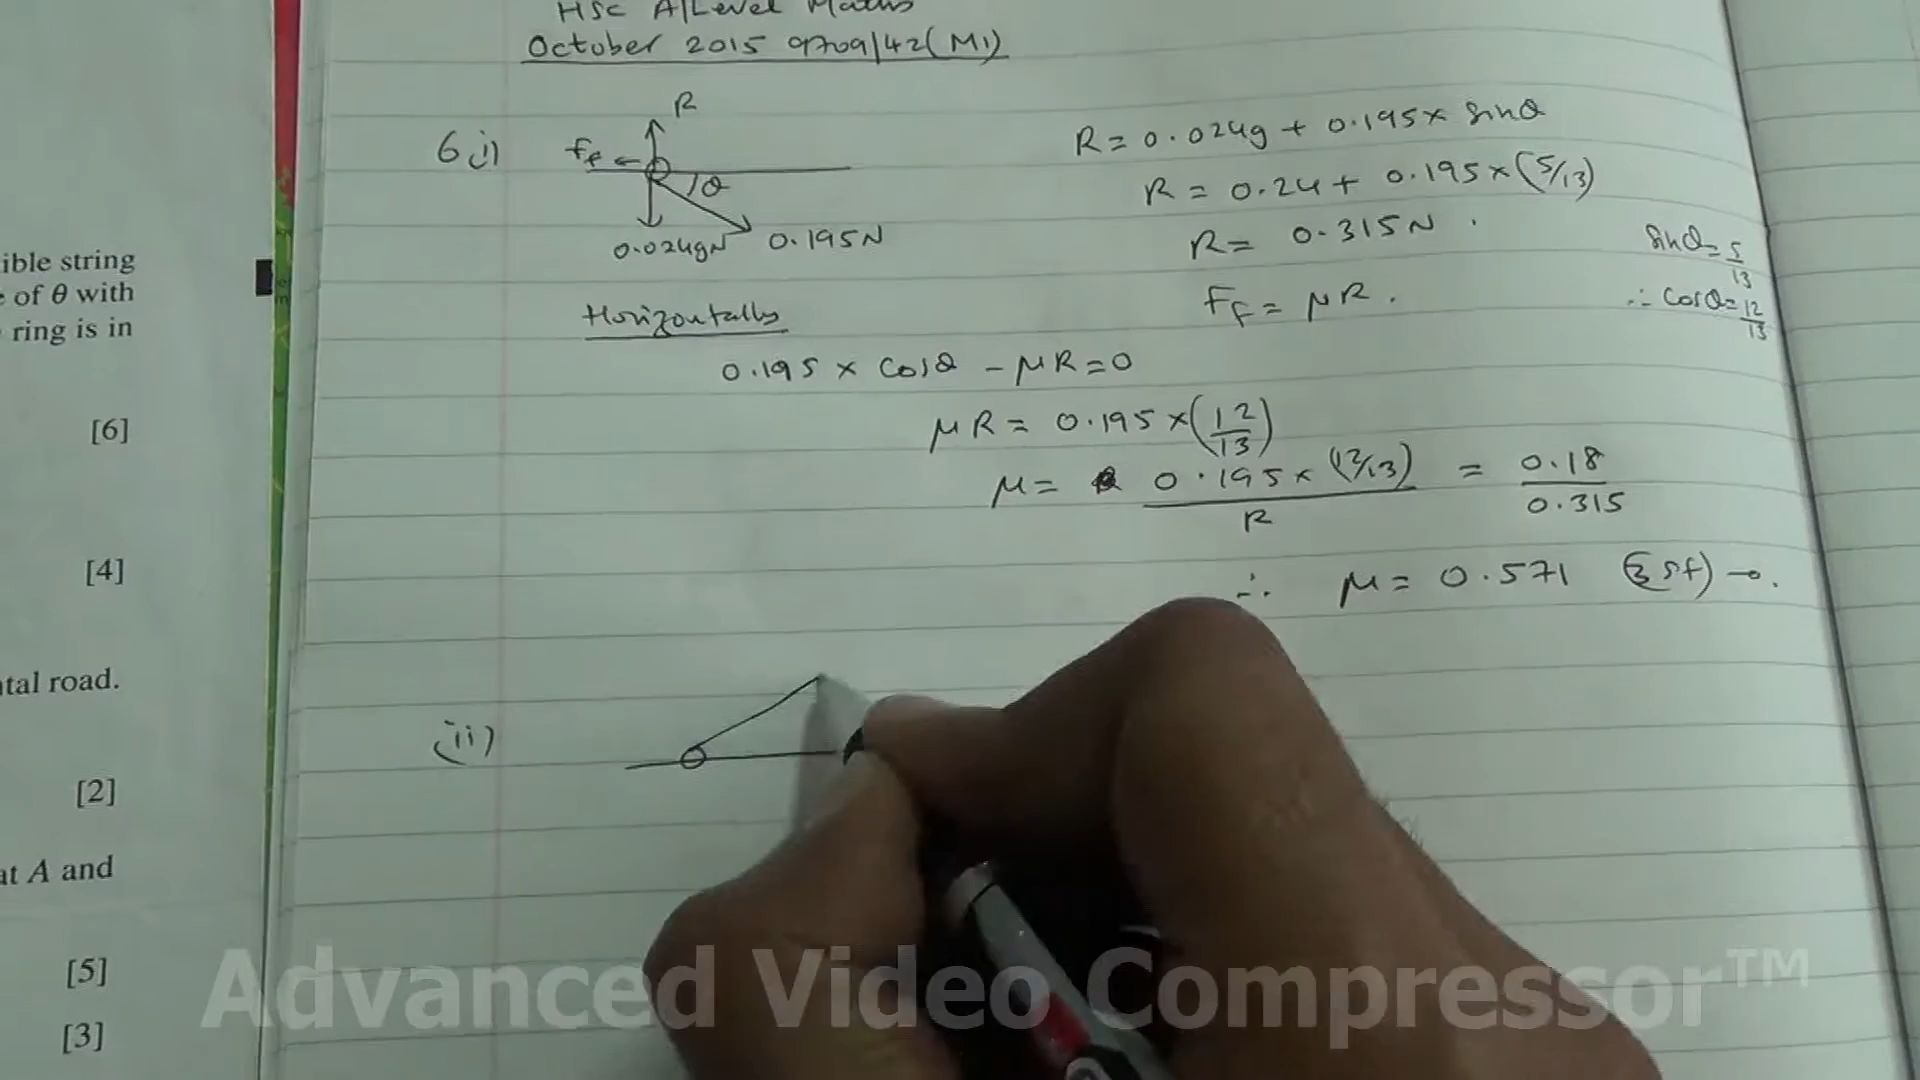 HSC A/Level Maths
October 2015 9709/42(M1)
6 i)
R
Ff
θ
0.024gN
0.195N
R = 0.024g + 0.195 × sinθ
R = 0.24 + 0.195 × (5/13)
R = 0.315N .
Ff = μR .
sinθ = 5/13
∴ cosθ = 12/13
Horizontally
0.195 × cosθ - μR = 0
μR = 0.195 × (12/13)
μ = 0.195 × (12/13) / R = 0.18 / 0.315
∴ μ = 0.571 (3 sf)
(ii)
ible string
of θ with
ring is in
[6]
[4]
tal road.
[2]
at A and
[5]
[3]
Advanced Video Compressor™